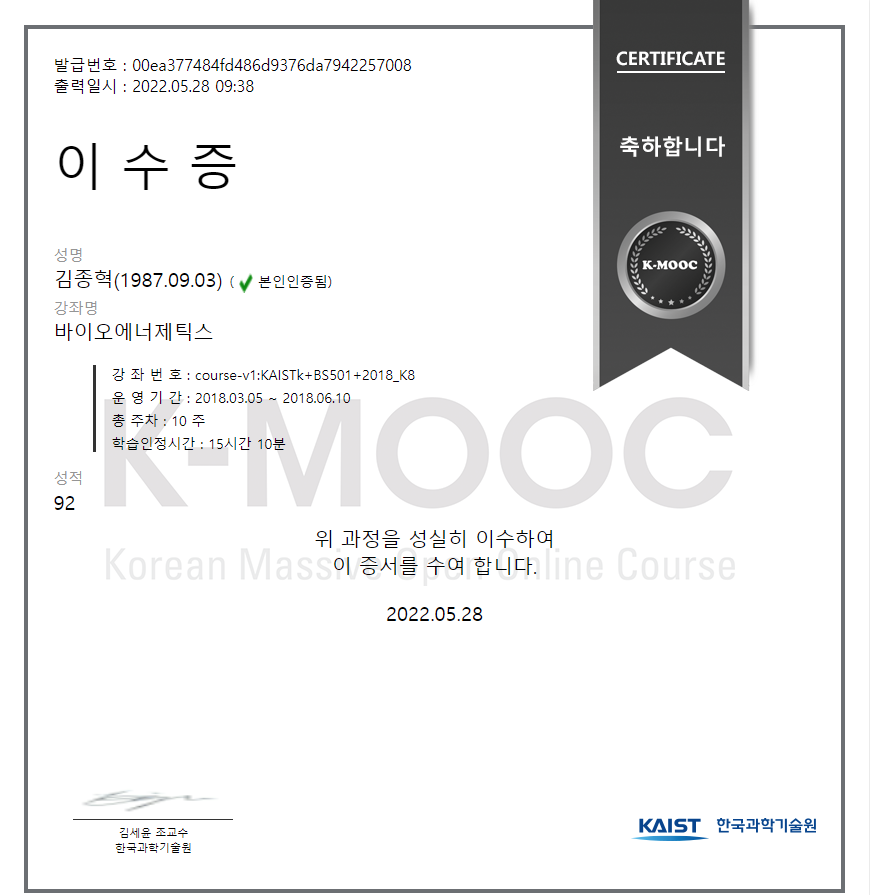 발급번호 : 00ea377484fd486d9376da7942257008
출력일시 : 2022.05.28 09:38
CERTIFICATE
축하합니다
K-MOOC
이 수 증
성명
김종혁(1987.09.03) ( 본인인증됨)
강좌명
바이오에너제틱스
강 좌 번 호 : course-v1:KAISTk+BS501+2018_K8
운 영 기 간 : 2018.03.05 ~ 2018.06.10
총 주차 : 10 주
학습인정시간 : 15시간 10분
K-MOOC
성적
92
위 과정을 성실히 이수하여
Korean Massive Open Online Course
이 증서를 수여 합니다.
2022.05.28
김세윤 조교수
한국과학기술원
KAIST 한국과학기술원